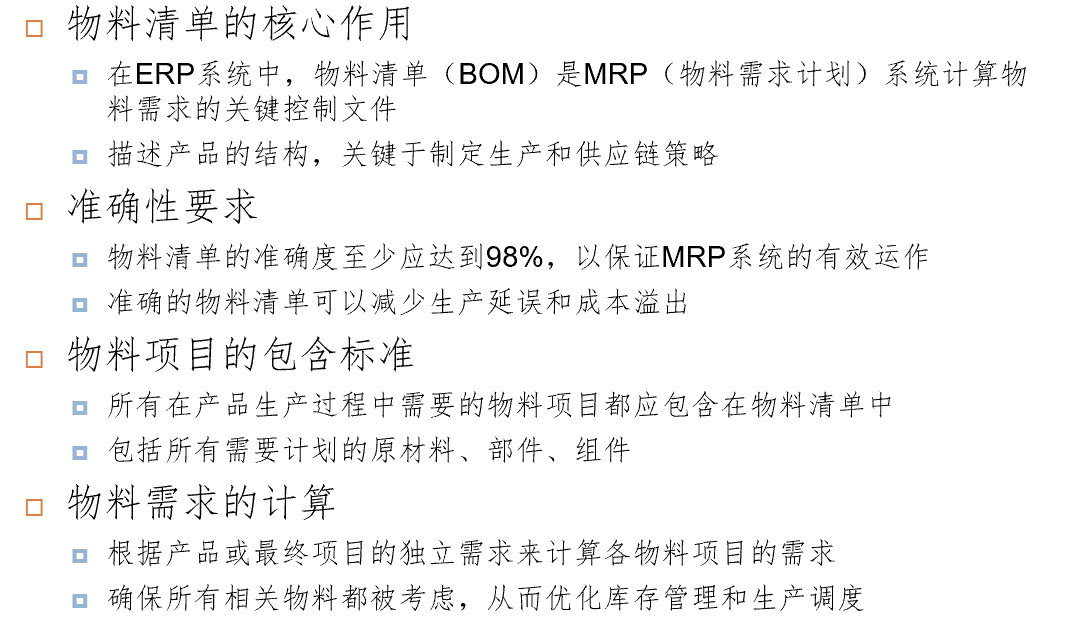 物料清单的核心作用
在ERP系统中，物料清单（BOM）是MRP（物料需求计划）系统计算物
料需求的关键控制文件
描述产品的结构，关键于制定生产和供应链策略
准确性要求
物料清单的准确度至少应达到98%，以保证MRP系统的有效运作
准确的物料清单可以减少生产延误和成本溢出
物料项目的包含标准
所有在产品生产过程中需要的物料项目都应包含在物料清单中
包括所有需要计划的原材料、部件、组件
物料需求的计算
根据产品或最终项目的独立需求来计算各物料项目的需求
确保所有相关物料都被考虑，从而优化库存管理和生产调度